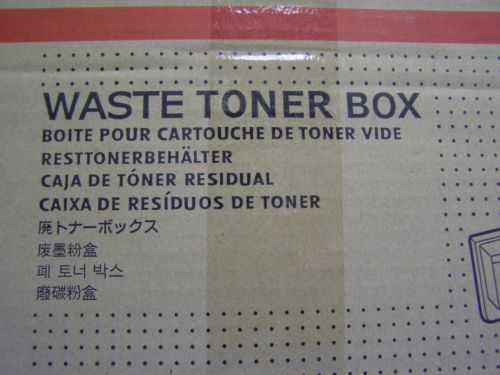 WASTE TONER BOX
BOITE POUR CARTOUCHE DE TONER VIDE
RESTTONERBEHÄLTER
CAJA DE TÓNER RESIDUAL
CAIXA DE RESÍDUOS DE TONER
廃トナーボックス
废墨粉盒
폐 토너 박스
廢碳粉盒